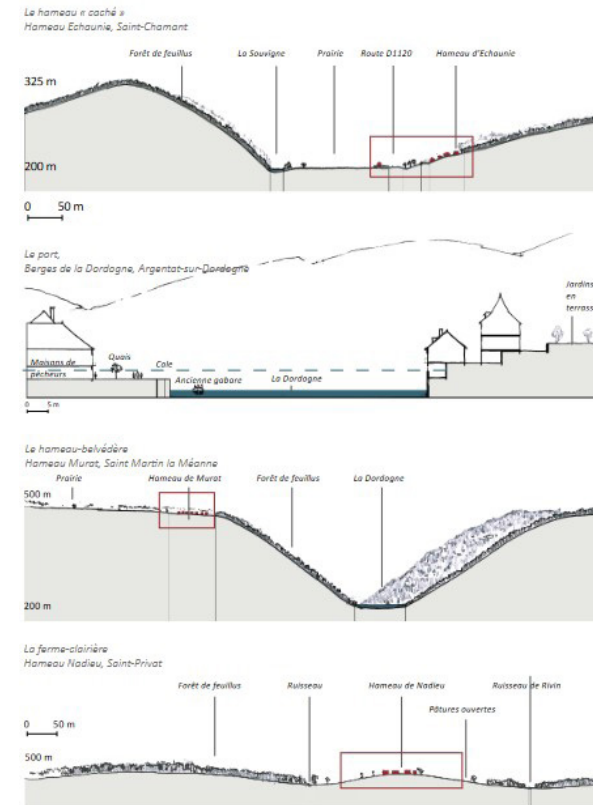 Le hameau « caché »
Hameau Echaunie, Saint-Chamant
Forêt de feuillus La Souvigne Prairie Route D1120 Hameau d'Echaunie
325 m
200 m
0 50 m
Le port,
Berges de la Dordogne, Argentat-sur-Dordogne
Jardins
en
terrasse
Maisons de
pêcheurs
Quais
Cale
Ancienne gabare
La Dordogne
0 5 m
Le hameau-belvédère
Hameau Murat, Saint Martin la Méanne
Prairie Hameau de Murat Forêt de feuillus La Dordogne
500 m
200 m
La ferme-clairière
Hameau Nadieu, Saint-Privat
Forêt de feuillus Ruisseau Hameau de Nadieu Ruisseau de Rivin
Pâtures ouvertes
0 50 m
500 m